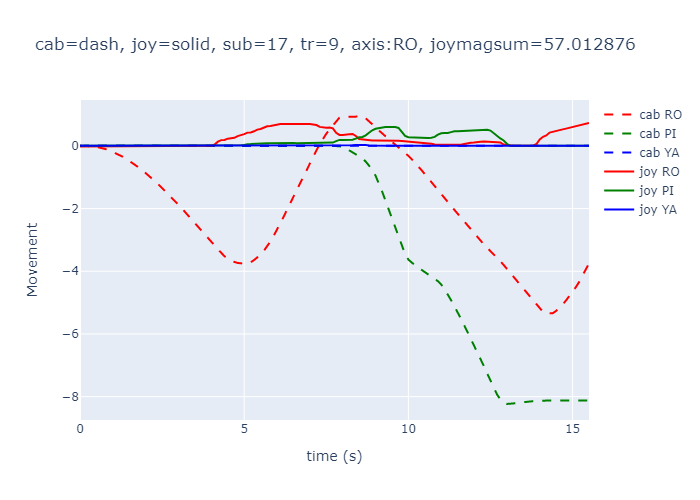 cab=dash, joy=solid, sub=17, tr=9, axis:RO, joymagsum=57.012876
cab RO
cab PI
cab YA
joy RO
joy PI
joy YA
Movement
0
−2
−4
−6
−8
0
5
10
15
time (s)